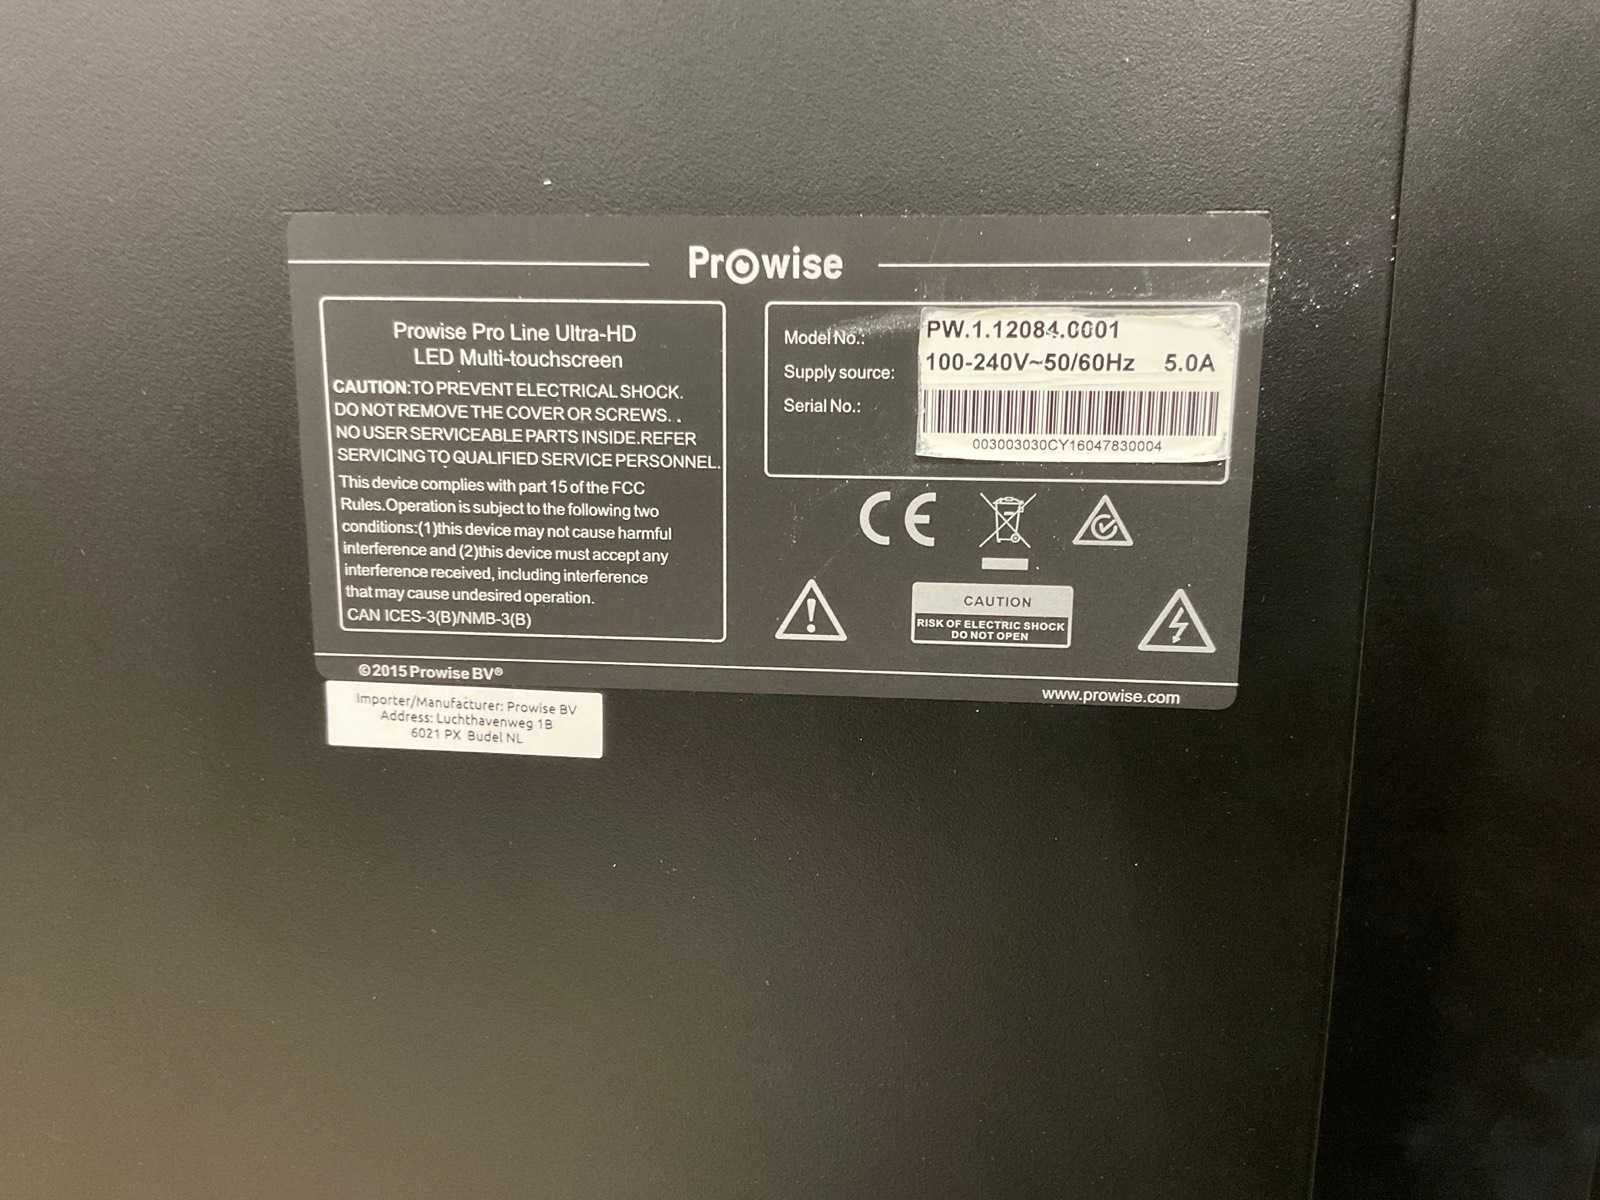 Prowise
Prowise Pro Line Ultra-HD
LED Multi-touchscreen
CAUTION:TO PREVENT ELECTRICAL SHOCK.
DO NOT REMOVE THE COVER OR SCREWS. .
NO USER SERVICEABLE PARTS INSIDE.REFER
SERVICING TO QUALIFIED SERVICE PERSONNEL.
This device complies with part 15 of the FCC
Rules.Operation is subject to the following two
conditions:(1)this device may not cause harmful
interference and (2)this device must accept any
interference received, including interference
that may cause undesired operation.
CAN ICES-3(B)/NMB-3(B)
Model No.: PW.1.12084.0001
Supply source: 100-240V~50/60Hz 5.0A
Serial No.:
003003030CY16047830004
CE
CAUTION
RISK OF ELECTRIC SHOCK
DO NOT OPEN
©2015 Prowise BV®
www.prowise.com
Importer/Manufacturer: Prowise BV
Address: Luchthavenweg 1B
6021 PX Budel NL